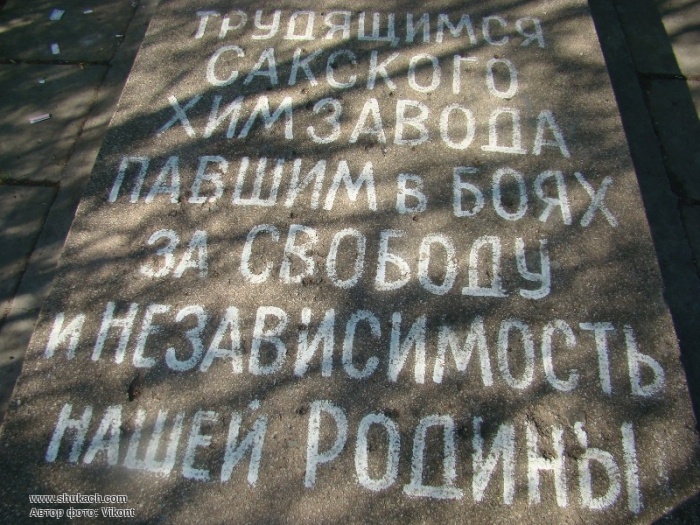 ТРУДЯЩИМСЯ
САКСКОГО
ХИМЗАВОДА
ПАВШИМ в БОЯХ
ЗА СВОБОДУ
и НЕЗАВИСИМОСТЬ
НАШЕЙ РОДИНЫ
www.shukach.com
Автор фото: Vikont